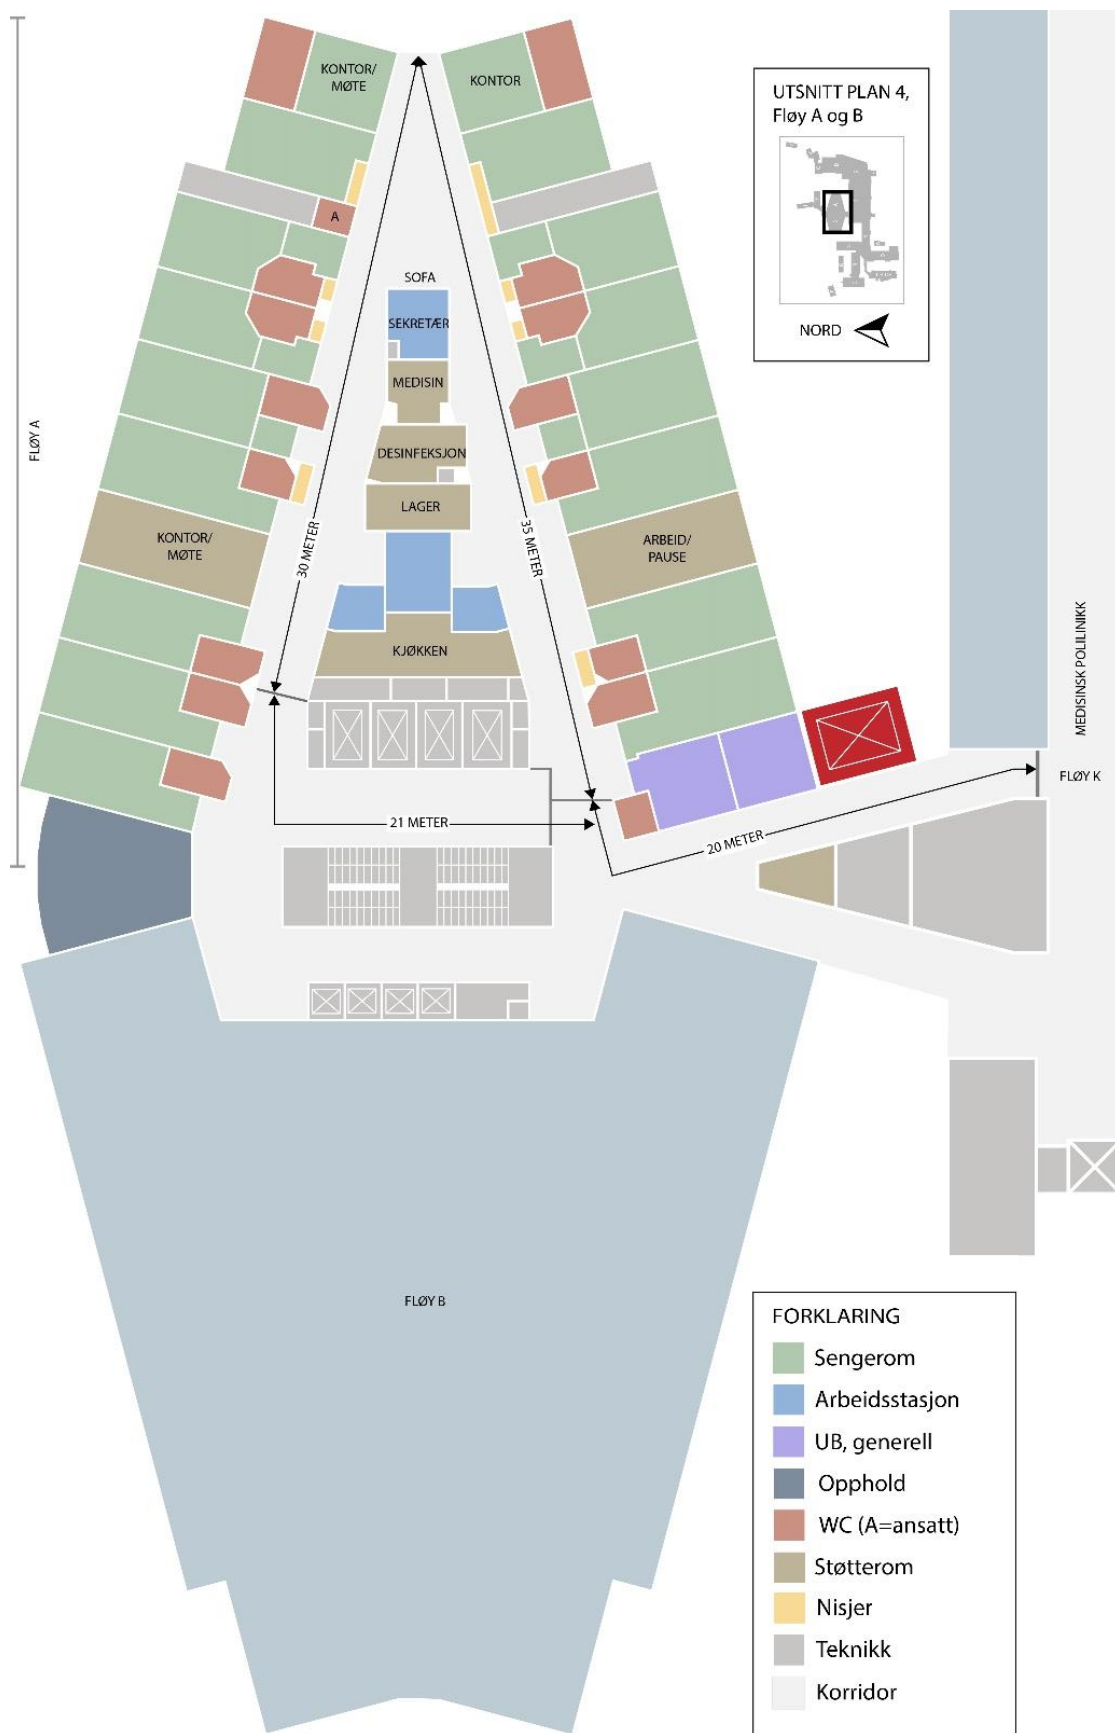 KONTOR/
MØTE
KONTOR
UTSNITT PLAN 4,
Fløy A og B
NORD
A
SOFA
SEKRETÆR
MEDISIN
DESINFEKSJON
LAGER
FLØY A
KONTOR/
MØTE
30 METER
35 METER
ARBEID/
PAUSE
KJØKKEN
MEDISINSK POLILINIKK
FLØY K
21 METER
20 METER
FLØY B
FORKLARING
Sengerom
Arbeidsstasjon
UB, generell
Opphold
WC (A=ansatt)
Støtterom
Nisjer
Teknikk
Korridor